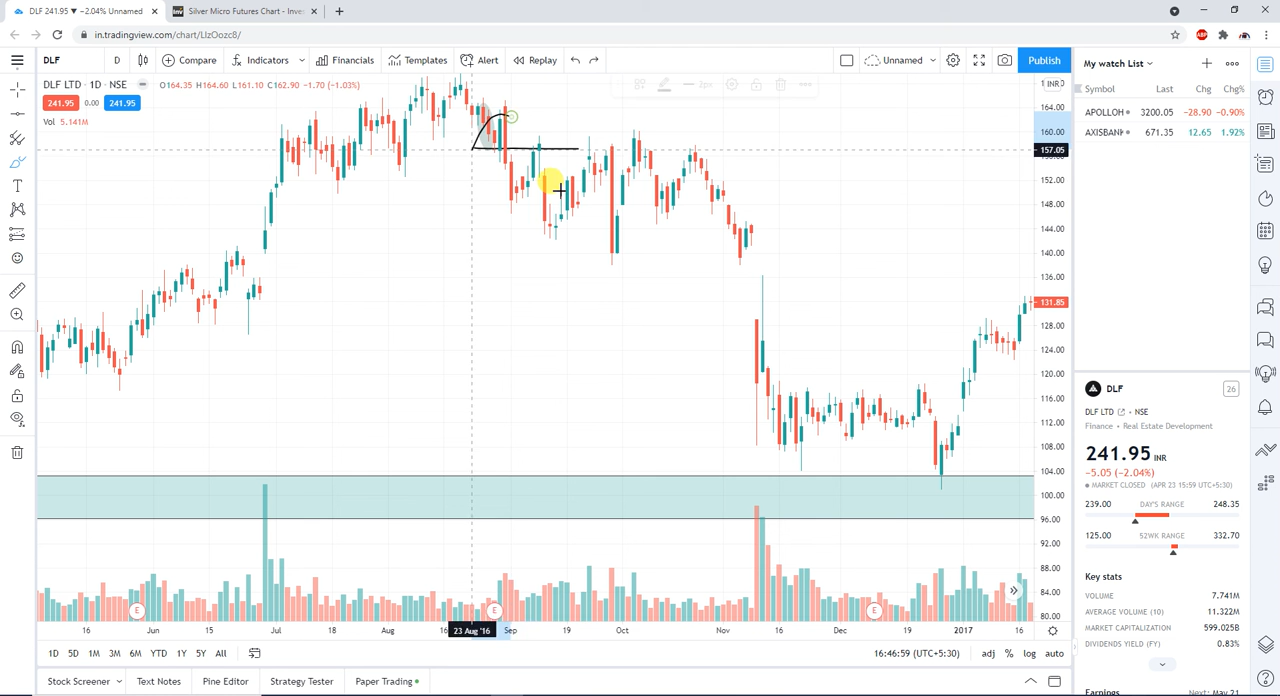 DLF 241.95 ▼ −2.04% Unnamed
Silver Micro Futures Chart - Inve
in.tradingview.com/chart/LIzOozc8/
DLF D Compare Indicators Financials Templates Alert Replay Unnamed Publish
DLF LTD · 1D · NSE O164.35 H164.60 L161.10 C162.90 −1.70 (−1.03%)
241.95 0.00 241.95
Vol 5.141M
INR
164.00
160.00
157.05
152.00
148.00
144.00
140.00
136.00
131.85
128.00
124.00
120.00
116.00
112.00
108.00
104.00
100.00
96.00
92.00
88.00
84.00
80.00
E E E
16 Jun 15 Jul 18 Aug 16 23 Aug '16 Sep 19 Oct Nov 16 Dec 19 2017 16
1D 5D 1M 3M 6M YTD 1Y 5Y All
16:46:59 (UTC+5:30) adj % log auto
Stock Screener Text Notes Pine Editor Strategy Tester Paper Trading
My watch List
Symbol Last Chg Chg%
APOLLOH 3200.05 −28.90 −0.90%
AXISBANK 671.35 12.65 1.92%
DLF 26
DLF LTD · NSE
Finance • Real Estate Development
241.95 INR
−5.05 (−2.04%)
MARKET CLOSED (APR 23 15:59 UTC+5:30)
239.00 DAY'S RANGE 248.35
125.00 52WK RANGE 332.70
Key stats
VOLUME 7.741M
AVERAGE VOLUME (10) 11.322M
MARKET CAPITALIZATION 599.025B
DIVIDENDS YIELD (FY) 0.83%
Earnings Next: May 21